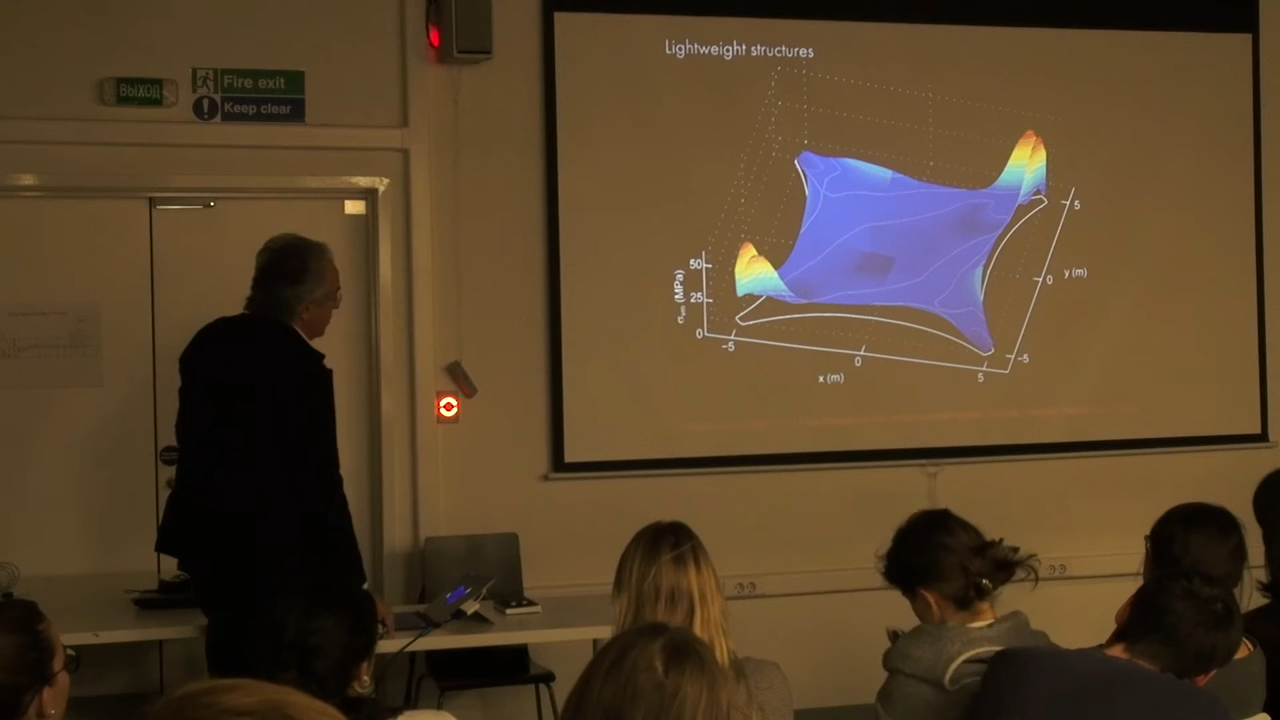 Lightweight structures
ВЫХОД
Fire exit
Keep clear
50
25
0
σvm (MPa)
-5
0
5
x (m)
5
0
-5
y (m)